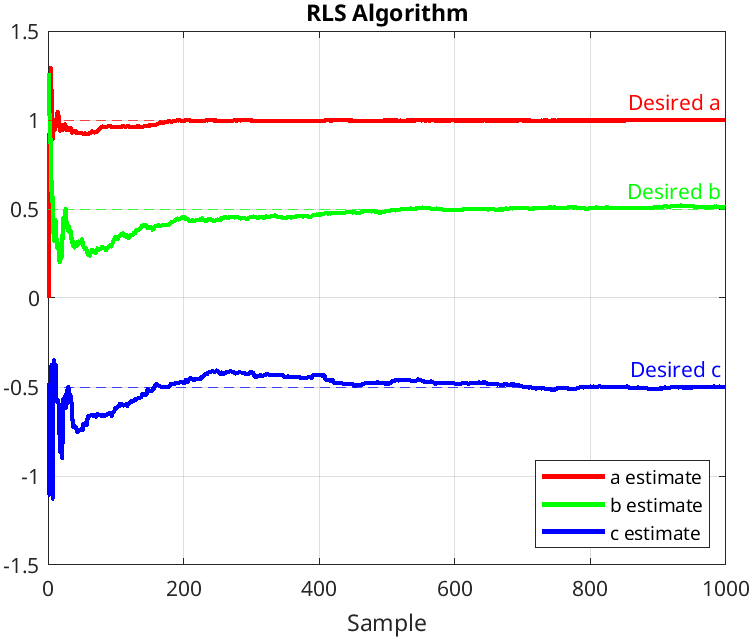 RLS Algorithm
1.5
Desired a
1
Desired b
0.5
0
Desired c
-0.5
a estimate
-1
b estimate
c estimate
-1.5
0 200 400 600 800 1000
Sample